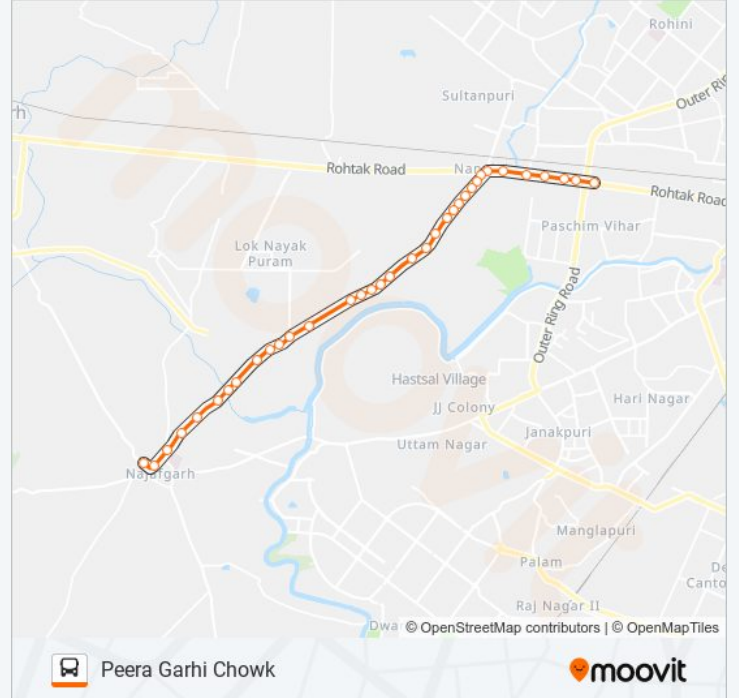 Rohini
Outer Rin
Sultanpuri
rh
Rohtak Road
Nan
Rohtak Road
Paschim Vihar
Lok Nayak
Puram
Outer Ring Road
Hastsal Village
Hari Nagar
JJ Colony
Janakpuri
Uttam Nagar
Najafgarh
Manglapuri
Palam
De
Canto
Raj Nagar II
Dwa
© OpenStreetMap contributors | © OpenMapTiles
Peera Garhi Chowk
moovit